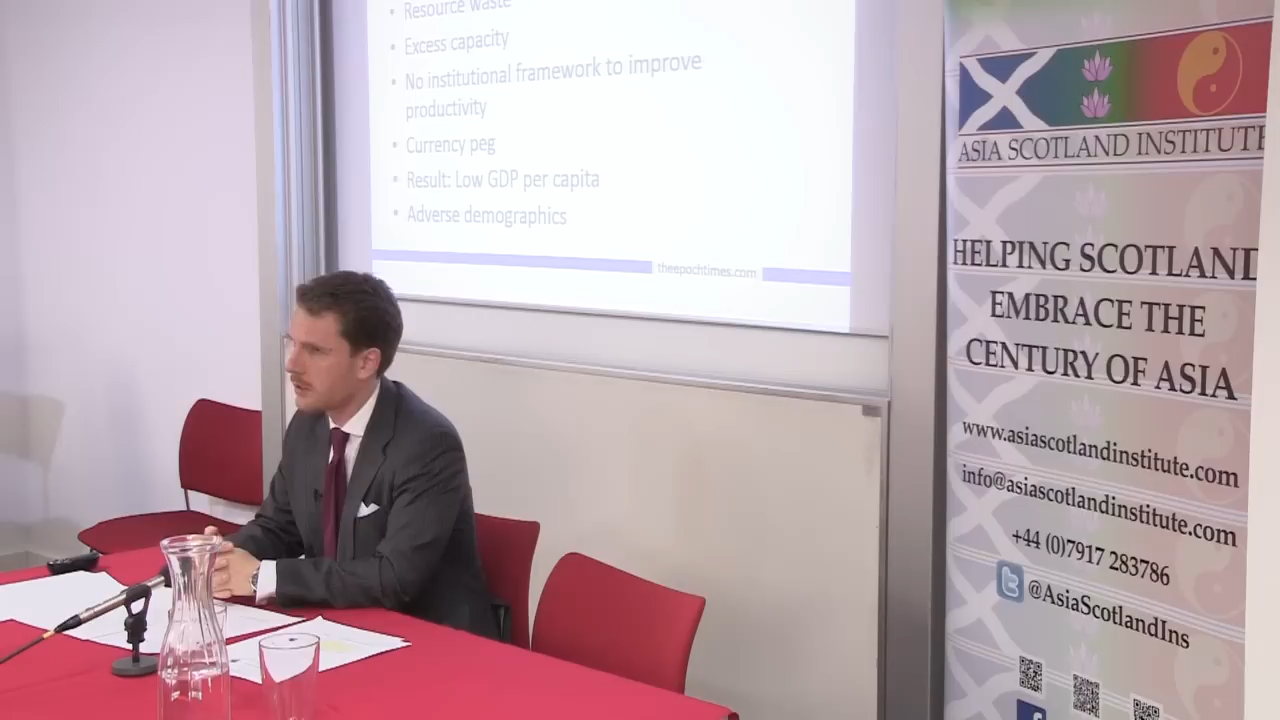 Resource waste
Excess capacity
No institutional framework to improve
productivity
Currency peg
Result: Low GDP per capita
Adverse demographics
theepochtimes.com
ASIA SCOTLAND INSTITUTE
HELPING SCOTLAND
EMBRACE THE
CENTURY OF ASIA
www.asiascotlandinstitute.com
info@asiascotlandinstitute.com
+44 (0)7917 283786
@AsiaScotlandIns